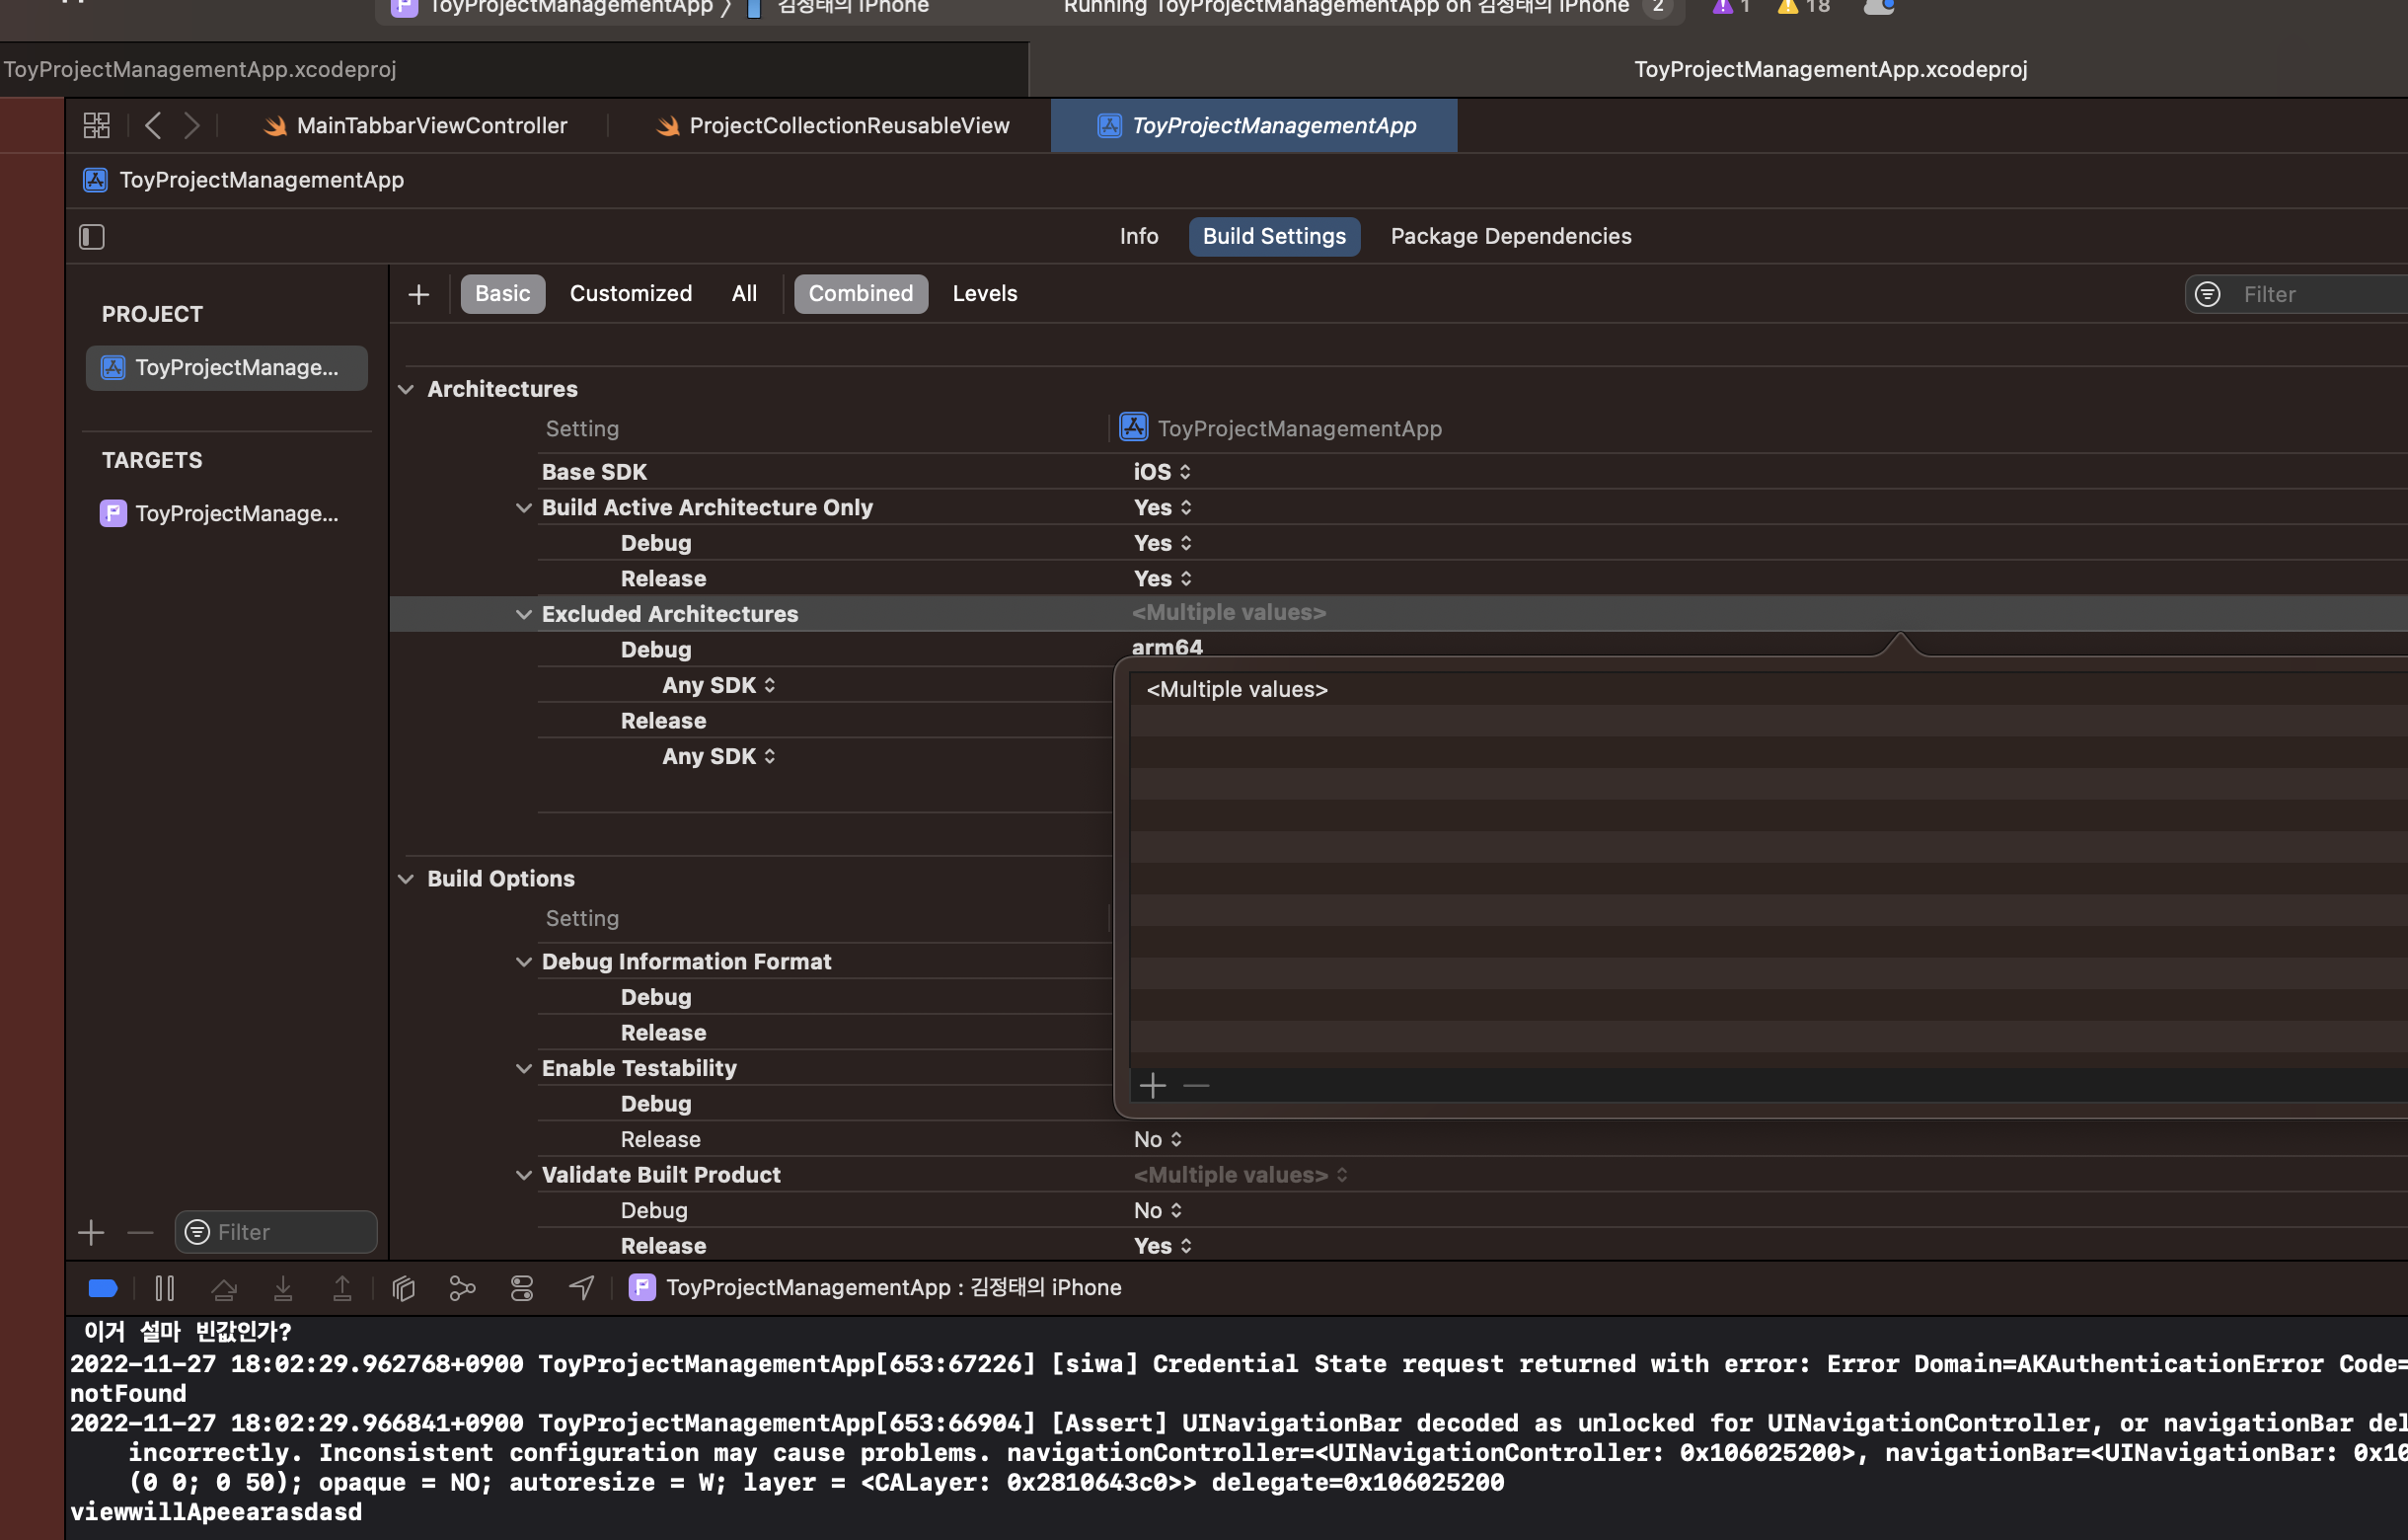 ToyProjectManagementApp 〉 김정태의 iPhone Running ToyProjectManagementApp on 김정태의 iPhone 2 1 18
ToyProjectManagementApp.xcodeproj ToyProjectManagementApp.xcodeproj
MainTabbarViewController ProjectCollectionReusableView ToyProjectManagementApp
ToyProjectManagementApp
Info Build Settings Package Dependencies
PROJECT
ToyProjectManage...
TARGETS
ToyProjectManage...
Filter
+ Basic Customized All Combined Levels Filter
Architectures
Setting ToyProjectManagementApp
Base SDK iOS
Build Active Architecture Only Yes
Debug Yes
Release Yes
Excluded Architectures <Multiple values>
Debug arm64
Any SDK
Release
Any SDK
<Multiple values>
Build Options
Setting
Debug Information Format
Debug
Release
Enable Testability
Debug
Release No
Validate Built Product <Multiple values>
Debug No
Release Yes
ToyProjectManagementApp : 김정태의 iPhone
이거 설마 빈값인가?
2022-11-27 18:02:29.962768+0900 ToyProjectManagementApp[653:67226] [siwa] Credential State request returned with error: Error Domain=AKAuthenticationError Code=
notFound
2022-11-27 18:02:29.966841+0900 ToyProjectManagementApp[653:66904] [Assert] UINavigationBar decoded as unlocked for UINavigationController, or navigationBar del
incorrectly. Inconsistent configuration may cause problems. navigationController=<UINavigationController: 0x106025200>, navigationBar=<UINavigationBar: 0x10
(0 0; 0 50); opaque = NO; autoresize = W; layer = <CALayer: 0x2810643c0>> delegate=0x106025200
viewwillApeearasdasd